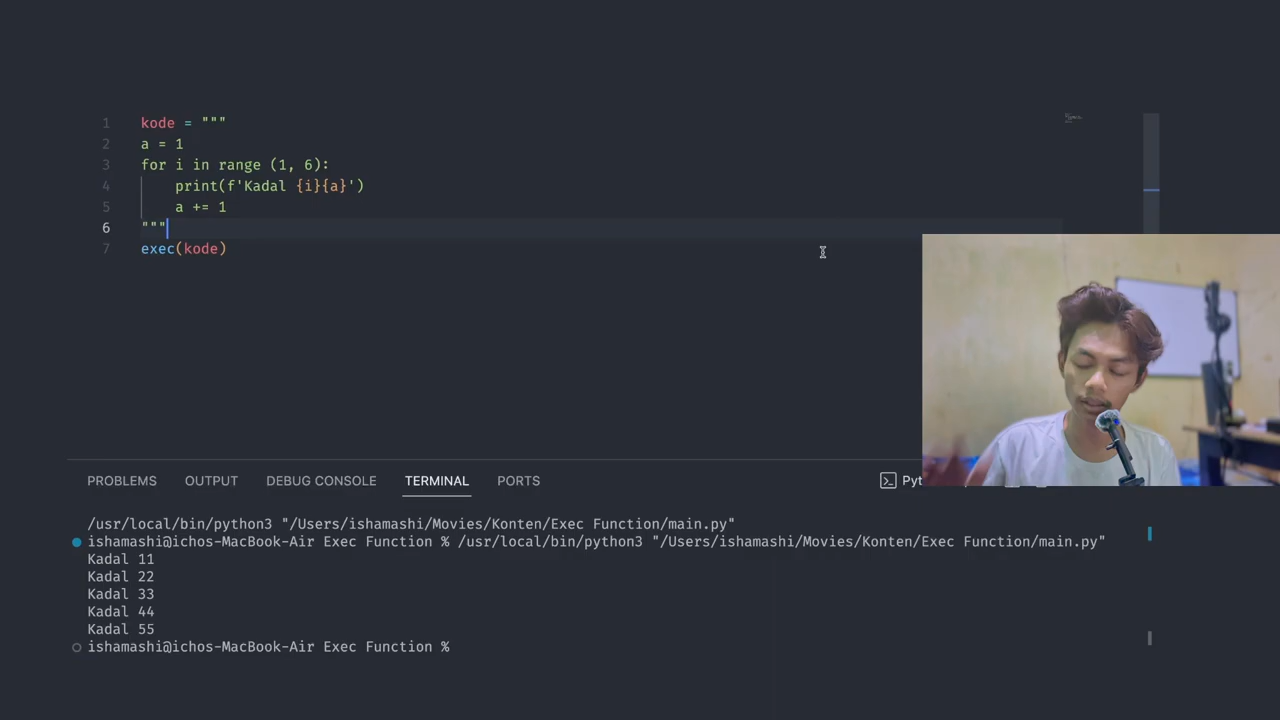 1 kode = """
2 a = 1
3 for i in range (1, 6):
4 print(f'Kadal {i}{a}')
5 a += 1
6 """
7 exec(kode)
PROBLEMS OUTPUT DEBUG CONSOLE TERMINAL PORTS
/usr/local/bin/python3 "/Users/ishamashi/Movies/Konten/Exec Function/main.py"
ishamashi@ichos-MacBook-Air Exec Function % /usr/local/bin/python3 "/Users/ishamashi/Movies/Konten/Exec Function/main.py"
Kadal 11
Kadal 22
Kadal 33
Kadal 44
Kadal 55
ishamashi@ichos-MacBook-Air Exec Function %